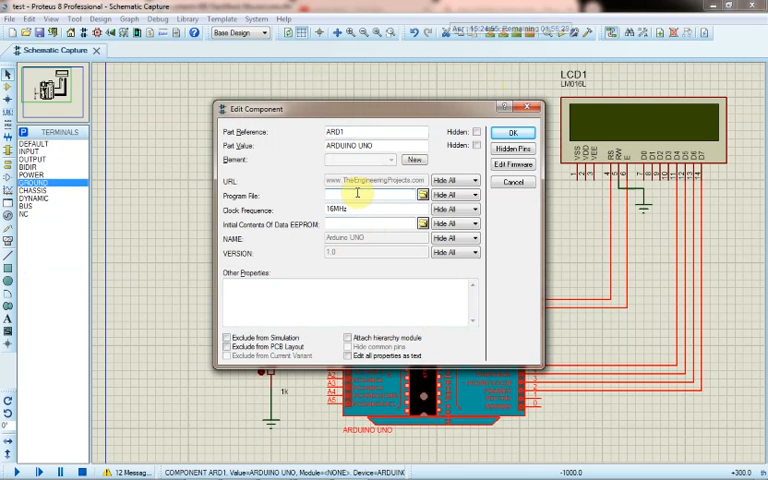 test - Proteus 8 Professional - Schematic Capture
File Edit View Tool Design Graph Debug Library Template System Help
Base Design
Schematic Capture
TERMINALS
DEFAULT
INPUT
OUTPUT
BIDIR
POWER
GROUND
CHASSIS
DYNAMIC
BUS
NC
LCD1
LM016L
VSS
VDD
VEE
RS
RW
E
D0
D1
D2
D3
D4
D5
D6
D7
Edit Component
Part Reference: ARD1 Hidden:
Part Value: ARDUINO UNO Hidden:
Element: New
URL: www.TheEngineeringProjects.com Hide All
Program File: Hide All
Clock Frequency: 16MHz Hide All
Initial Contents Of Data EEPROM: Hide All
NAME: Arduino UNO Hide All
VERSION: 1.0 Hide All
Other Properties:
Exclude from Simulation
Exclude from PCB Layout
Exclude from Current Variant
Attach hierarchy module
Hide common pins
Edit all properties as text
OK
Hidden Pins
Edit Firmware
Cancel
1k
A2
A3
A4
A5
ARDUINO UNO
12 Messag...
COMPONENT ARD1, Value=ARDUINO UNO, Module=<NONE>, Device=ARDUIN
-1000.0
+300.0